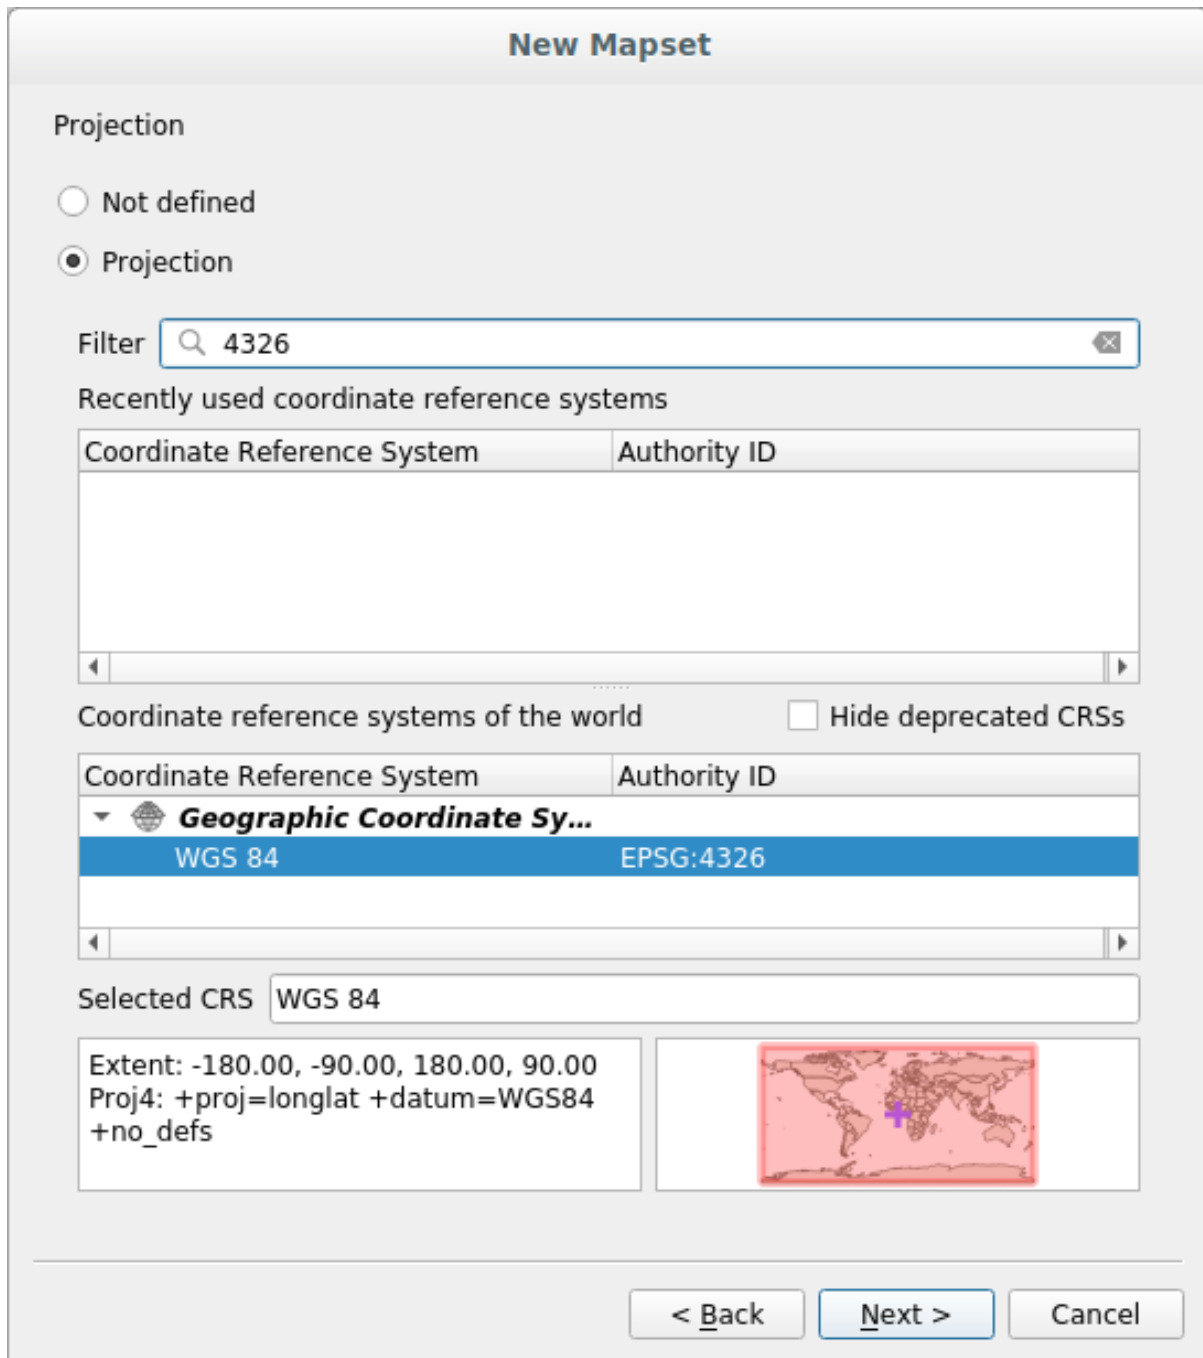 New Mapset
Projection
Not defined
Projection
Filter 4326
Recently used coordinate reference systems
Coordinate Reference System Authority ID
Coordinate reference systems of the world Hide deprecated CRSs
Coordinate Reference System Authority ID
Geographic Coordinate Sy...
WGS 84 EPSG:4326
Selected CRS WGS 84
Extent: -180.00, -90.00, 180.00, 90.00
Proj4: +proj=longlat +datum=WGS84
+no_defs
< Back Next > Cancel